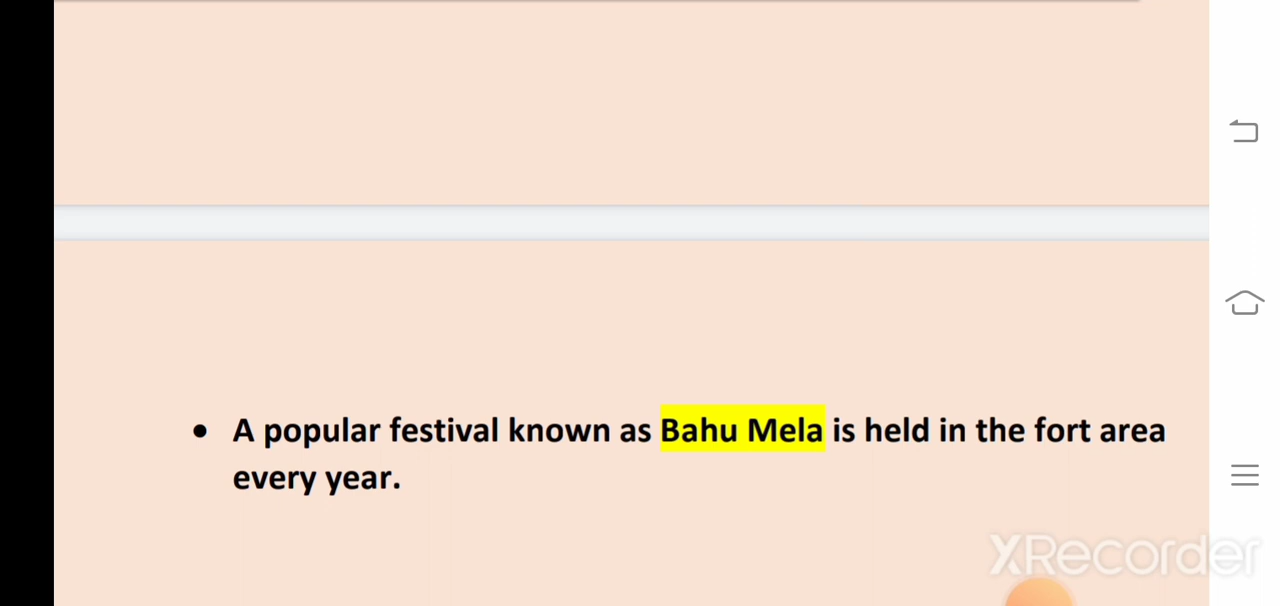 • A popular festival known as Bahu Mela is held in the fort area
every year.
XRecorder